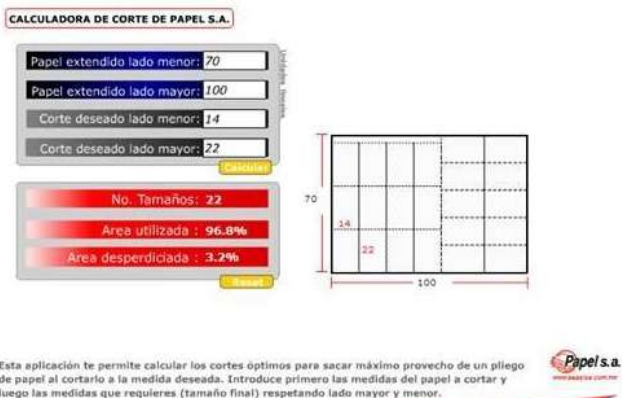 CALCULADORA DE CORTE DE PAPEL S.A.
Papel extendido lado menor: 70
Papel extendido lado mayor: 100
Corte deseado lado menor: 14
Corte deseado lado mayor: 22
Unidades lineales
Calcular
No. Tamaños: 22
Area utilizada : 96.8%
Area desperdiciada : 3.2%
Reset
70
14
22
100
Esta aplicación te permite calcular los cortes óptimos para sacar máximo provecho de un pliego
de papel al cortarlo a la medida deseada. Introduce primero las medidas del papel a cortar y
luego las medidas que requieres (tamaño final) respetando lado mayor y menor.
Papel s.a.